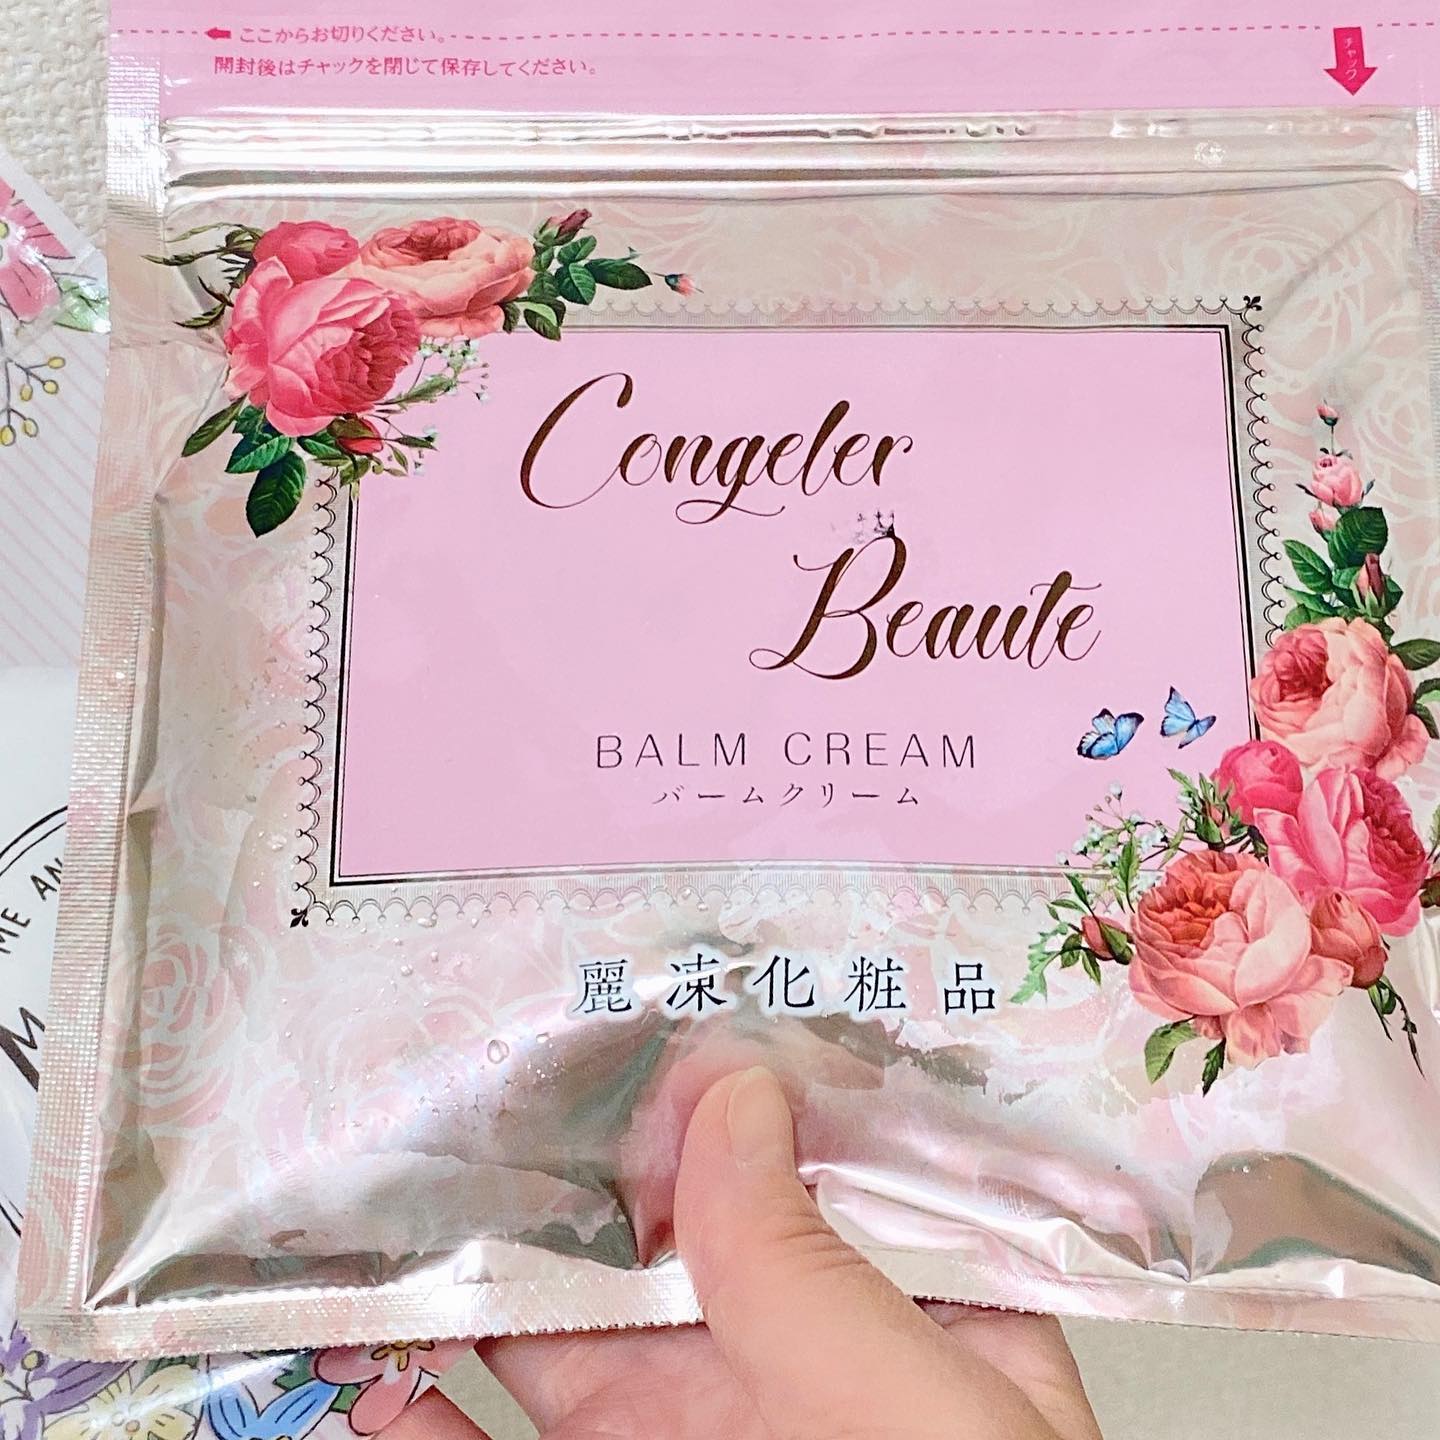 ここからお切りください。
開封後はチャックを閉じて保存してください。
チャック
Congeler
Beaute
BALM CREAM
バームクリーム
麗凍化粧品
ME AN
M